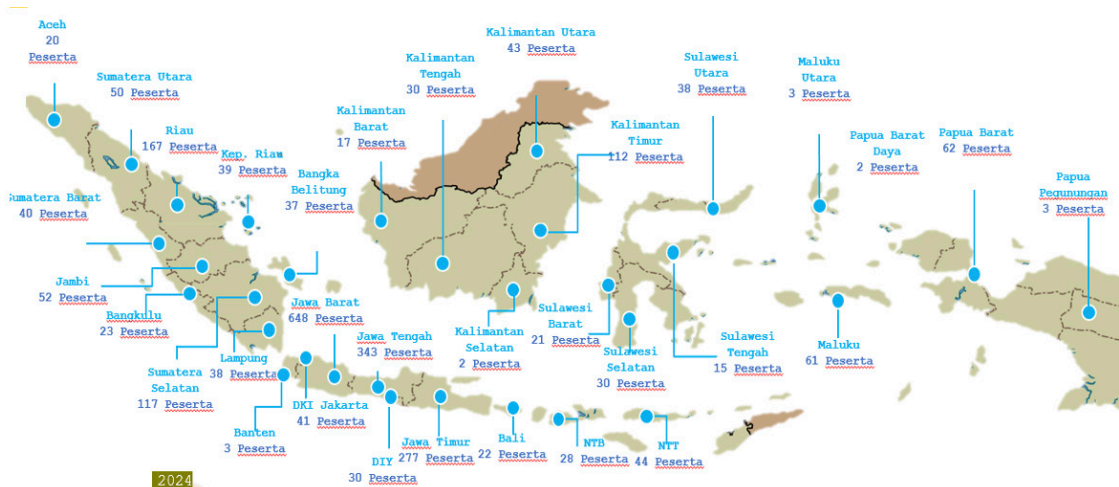 Aceh
20
Peserta
Sumatera Utara
50 Peserta
Riau
167 Peserta
Kep. Riau
39 Peserta
Bangka
Belitung
37 Peserta
Sumatera Barat
40 Peserta
Jambi
52 Peserta
Bangkulu
23 Peserta
Sumatera
Selatan
117 Peserta
Lampung
38 Peserta
Banten
3 Peserta
Jawa Barat
648 Peserta
DKI Jakarta
41 Peserta
Jawa Tengah
343 Peserta
DIY
30 Peserta
Jawa Timur
277 Peserta
Bali
22 Peserta
NTB
28 Peserta
NTT
44 Peserta
Kalimantan
Barat
17 Peserta
Kalimantan
Tengah
30 Peserta
Kalimantan Utara
43 Peserta
Kalimantan
Timur
112 Peserta
Kalimantan
Selatan
2 Peserta
Sulawesi
Utara
38 Peserta
Sulawesi
Barat
21 Peserta
Sulawesi
Selatan
30 Peserta
Sulawesi
Tengah
15 Peserta
Maluku
Utara
3 Peserta
Maluku
61 Peserta
Papua Barat
Daya
2 Peserta
Papua Barat
62 Peserta
Papua
Pegunungan
3 Peserta
2024